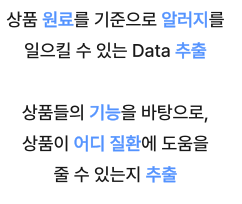 상품 원료를 기준으로 알러지를
일으킬 수 있는 Data 추출
상품들의 기능을 바탕으로,
상품이 어디 질환에 도움을
줄 수 있는지 추출